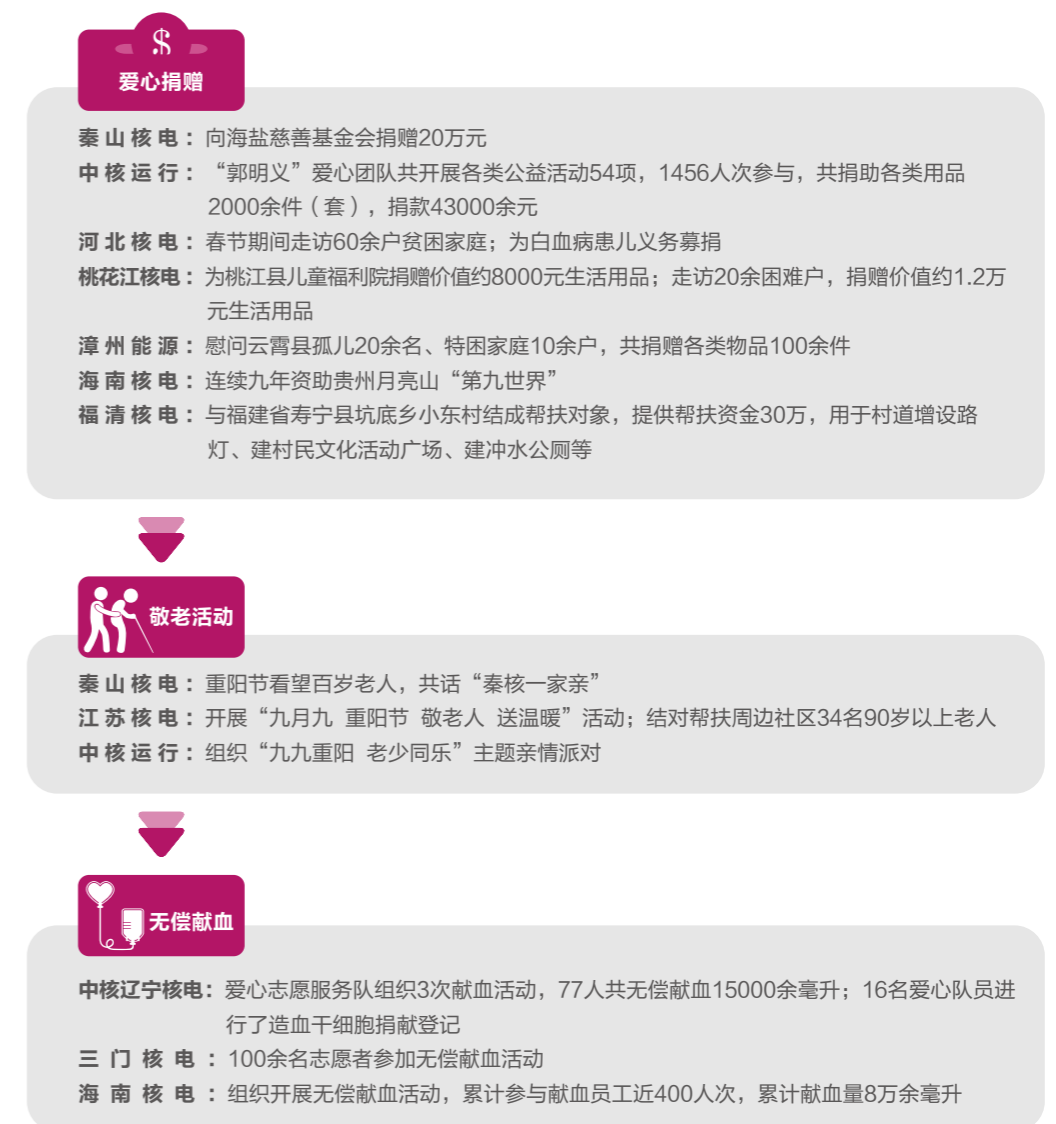 爱心捐赠
秦山核电：向海盐慈善基金会捐赠20万元
中核运行：“郭明义”爱心团队共开展各类公益活动54项，1456人次参与，共捐助各类用品
2000余件（套），捐款43000余元
河北核电：春节期间走访60余户贫困家庭；为白血病患儿义务募捐
桃花江核电：为桃江县儿童福利院捐赠价值约8000元生活用品；走访20余困难户，捐赠价值约1.2万
元生活用品
漳州能源：慰问云霄县孤儿20余名、特困家庭10余户，共捐赠各类物品100余件
海南核电：连续九年资助贵州月亮山“第九世界”
福清核电：与福建省寿宁县坑底乡小东村结成帮扶对象，提供帮扶资金30万，用于村道增设路
灯、建村民文化活动广场、建冲水公厕等
敬老活动
秦山核电：重阳节看望百岁老人，共话“秦核一家亲”
江苏核电：开展“九月九 重阳节 敬老人 送温暖”活动；结对帮扶周边社区34名90岁以上老人
中核运行：组织“九九重阳 老少同乐”主题亲情派对
无偿献血
中核辽宁核电：爱心志愿服务队组织3次献血活动，77人共无偿献血15000余毫升；16名爱心队员进
行了造血干细胞捐献登记
三门核电：100余名志愿者参加无偿献血活动
海南核电：组织开展无偿献血活动，累计参与献血员工近400人次，累计献血量8万余毫升